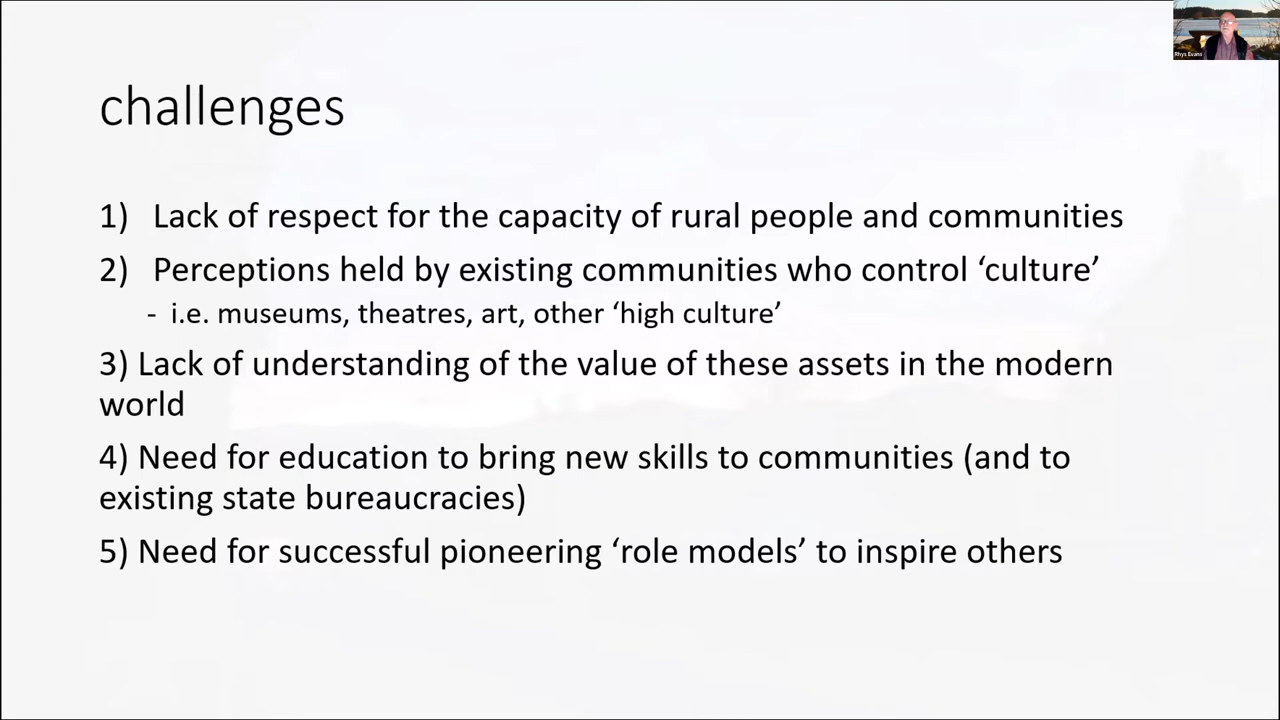 Rhys Evans
challenges
1) Lack of respect for the capacity of rural people and communities
2) Perceptions held by existing communities who control ‘culture’
- i.e. museums, theatres, art, other ‘high culture’
3) Lack of understanding of the value of these assets in the modern
world
4) Need for education to bring new skills to communities (and to
existing state bureaucracies)
5) Need for successful pioneering ‘role models’ to inspire others